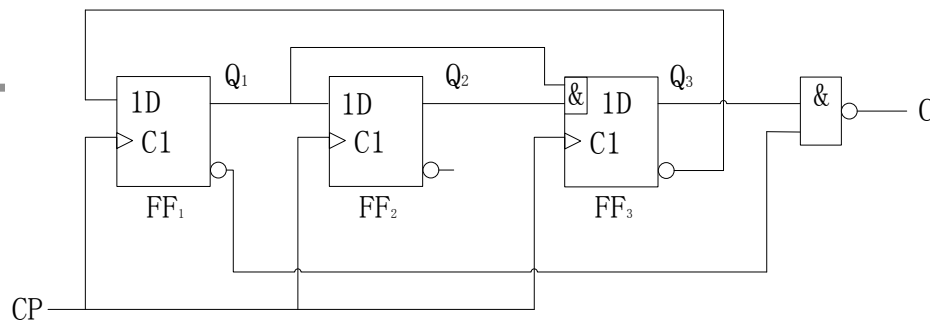 Q₁ Q₂ Q₃
1D 1D & 1D &
C
C1 C1 C1
FF₁ FF₂ FF₃
CP